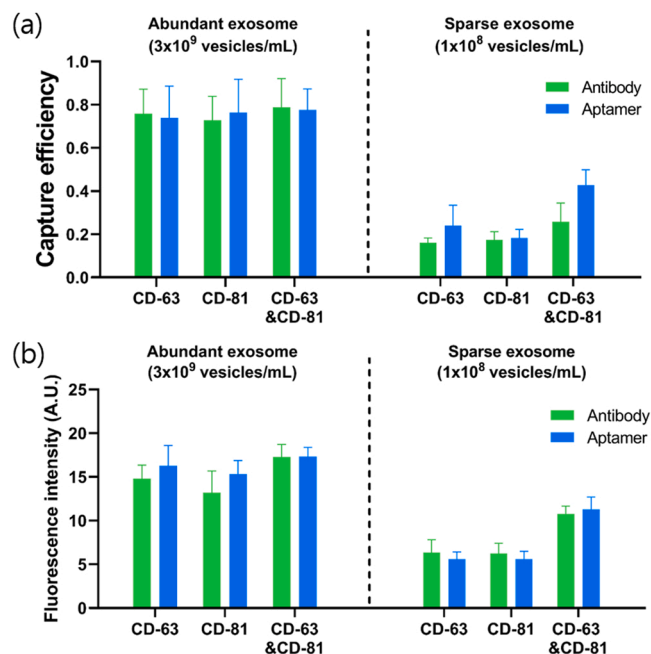 (a)
Abundant exosome
(3x10⁹ vesicles/mL)
Sparse exosome
(1x10⁸ vesicles/mL)
Capture efficiency
1.0
0.8
0.6
0.4
0.2
0.0
Antibody
Aptamer
CD-63
CD-81
CD-63
&CD-81
CD-63
CD-81
CD-63
&CD-81
(b)
Abundant exosome
(3x10⁹ vesicles/mL)
Sparse exosome
(1x10⁸ vesicles/mL)
Fluorescence intensity (A.U.)
25
20
15
10
5
0
Antibody
Aptamer
CD-63
CD-81
CD-63
&CD-81
CD-63
CD-81
CD-63
&CD-81